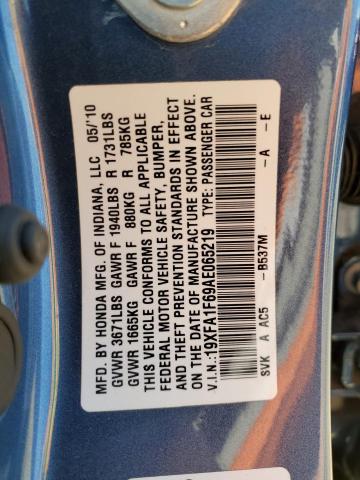 MFD. BY HONDA MFG. OF INDIANA, LLC 05/'10
GVWR 3671LBS GAWR F 1940LBS R 1731LBS
GVWR 1665KG GAWR F 880KG R 785KG
THIS VEHICLE CONFORMS TO ALL APPLICABLE
FEDERAL MOTOR VEHICLE SAFETY, BUMPER,
AND THEFT PREVENTION STANDARDS IN EFFECT
ON THE DATE OF MANUFACTURE SHOWN ABOVE.
V.I.N.:19XFA1F69AE065219 TYPE: PASSENGER CAR
SVK A AC5 -B537M -A -E